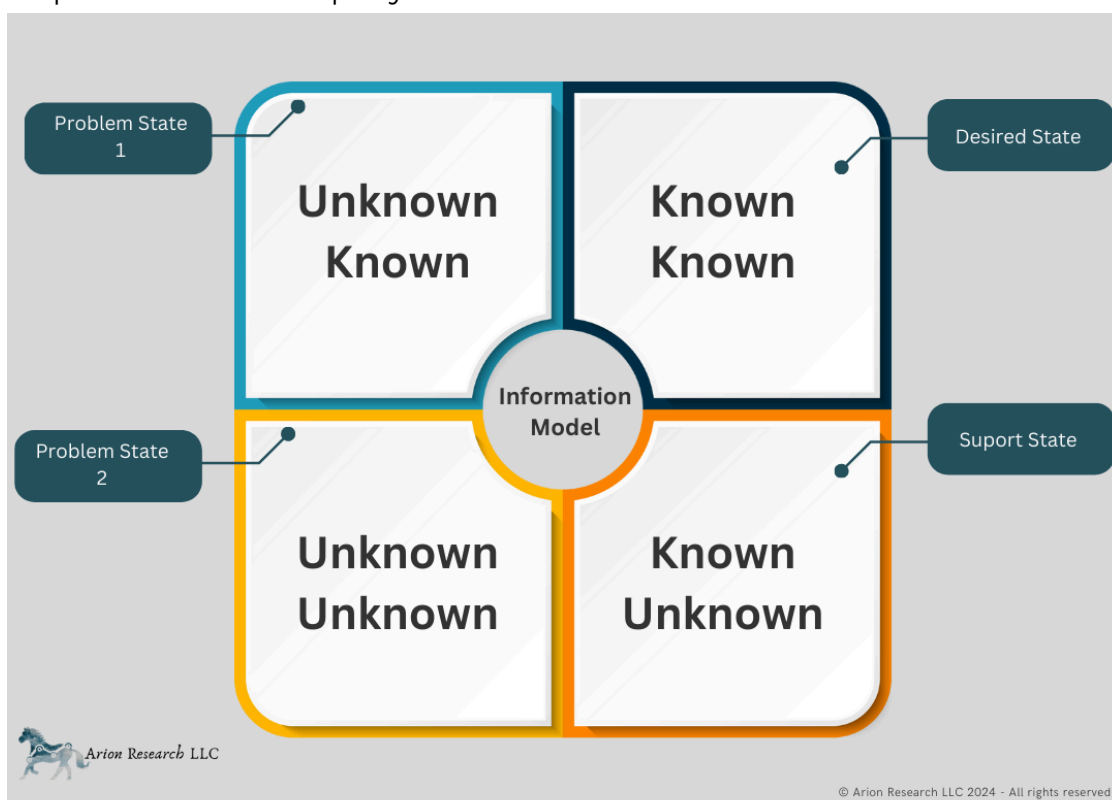 Problem State
1
Unknown
Known
Known
Known
Desired State
Information
Model
Problem State
2
Unknown
Unknown
Known
Unknown
Suport State
Arion Research LLC
© Arion Research LLC 2024 - All rights reserved